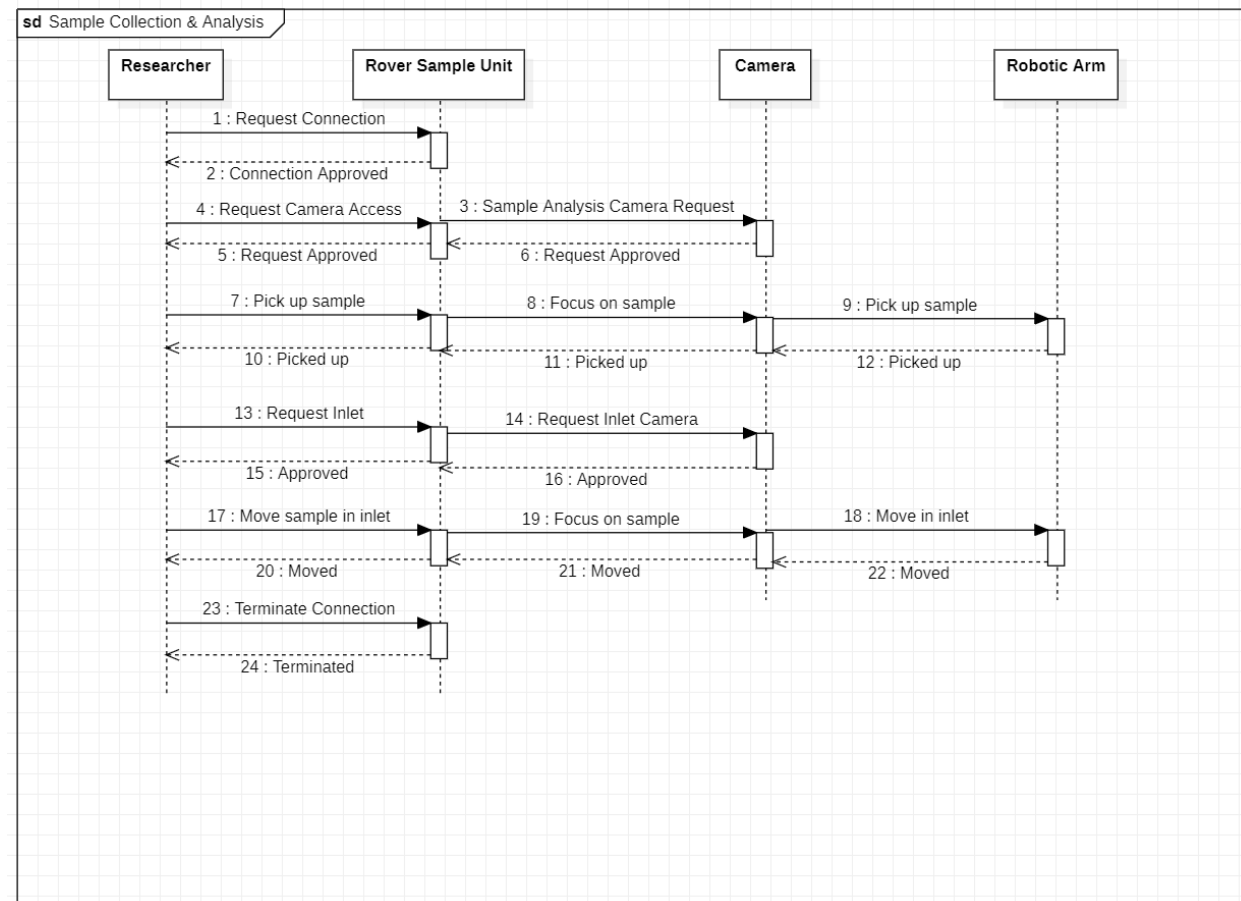 sd Sample Collection & Analysis
Researcher
Rover Sample Unit
Camera
Robotic Arm
1 : Request Connection
2 : Connection Approved
4 : Request Camera Access
3 : Sample Analysis Camera Request
5 : Request Approved
6 : Request Approved
7 : Pick up sample
8 : Focus on sample
9 : Pick up sample
10 : Picked up
11 : Picked up
12 : Picked up
13 : Request Inlet
14 : Request Inlet Camera
15 : Approved
16 : Approved
17 : Move sample in inlet
19 : Focus on sample
18 : Move in inlet
20 : Moved
21 : Moved
22 : Moved
23 : Terminate Connection
24 : Terminated